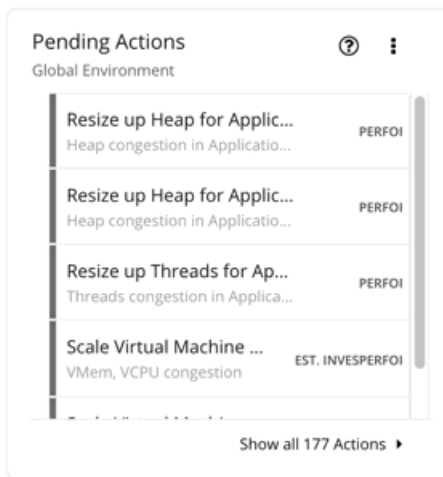 Pending Actions
Global Environment
Resize up Heap for Applic...
Heap congestion in Applicatio...
PERFOI
Resize up Heap for Applic...
Heap congestion in Applicatio...
PERFOI
Resize up Threads for Ap...
Threads congestion in Applica...
PERFOI
Scale Virtual Machine ...
VMem, VCPU congestion
EST. INVESPERFOI
Show all 177 Actions